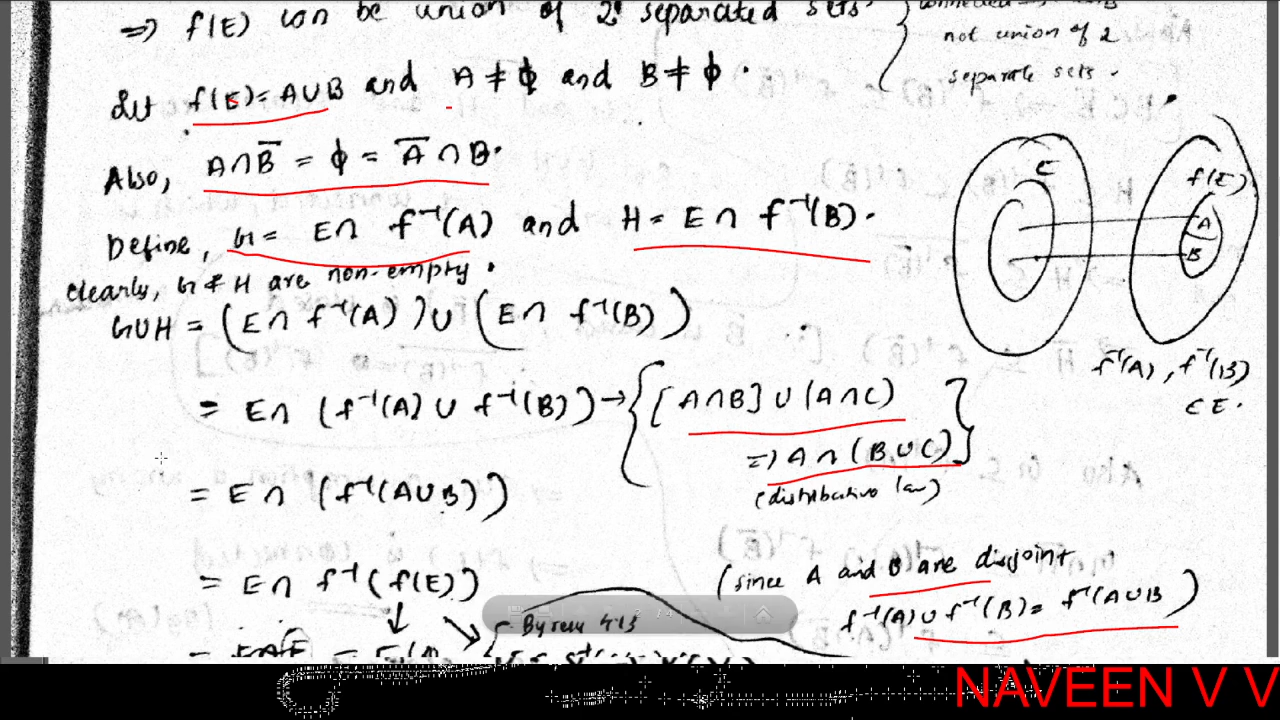 => f(E) can be union of 2 separated sets.
not union of 2
separate sets.
Let f(E) = A∪B and A ≠ ϕ and B ≠ ϕ.
Also, A∩B̅ = ϕ = A̅∩B.
Define, G = E∩ f⁻¹(A) and H = E∩ f⁻¹(B).
clearly, G & H are non-empty.
G∪H = (E∩ f⁻¹(A)) ∪ (E∩ f⁻¹(B))
= E∩ (f⁻¹(A) ∪ f⁻¹(B)) → { [A∩B] ∪ (A∩C)
=> A∩(B∪C) }
(distributive law)
= E∩ (f⁻¹(A∪B))
= E∩ f⁻¹(f(E))
(since A and B are disjoint
f⁻¹(A)∪f⁻¹(B) = f⁻¹(A∪B)
E
f(E)
A
B
f⁻¹(A), f⁻¹(B)
⊂ E.
NAVEEN V V